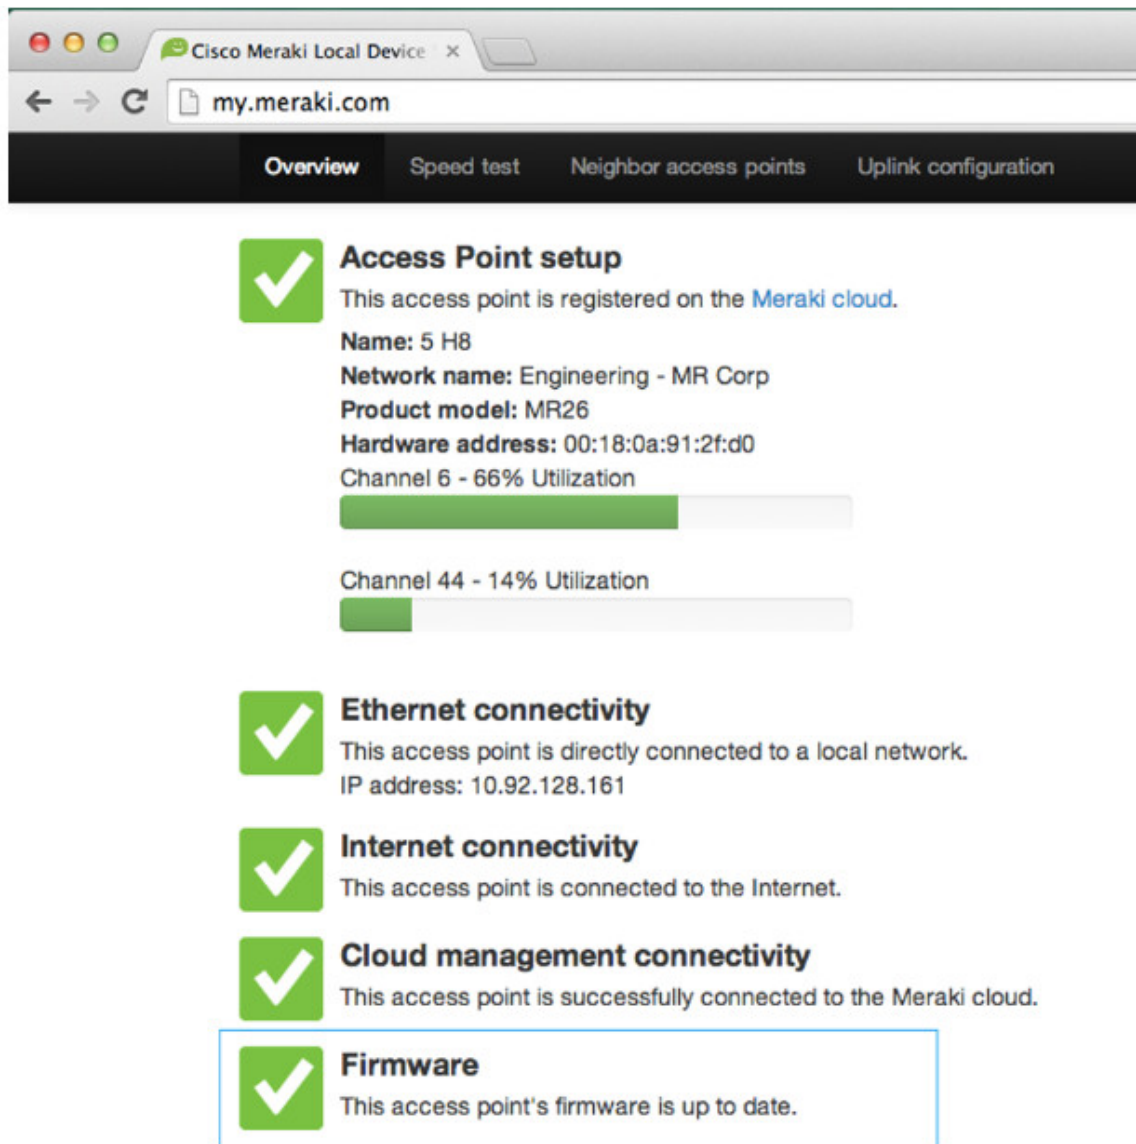 Cisco Meraki Local Device
my.meraki.com
Overview Speed test Neighbor access points Uplink configuration
Access Point setup
This access point is registered on the Meraki cloud.
Name: 5 H8
Network name: Engineering - MR Corp
Product model: MR26
Hardware address: 00:18:0a:91:2f:d0
Channel 6 - 66% Utilization
Channel 44 - 14% Utilization
Ethernet connectivity
This access point is directly connected to a local network.
IP address: 10.92.128.161
Internet connectivity
This access point is connected to the Internet.
Cloud management connectivity
This access point is successfully connected to the Meraki cloud.
Firmware
This access point's firmware is up to date.